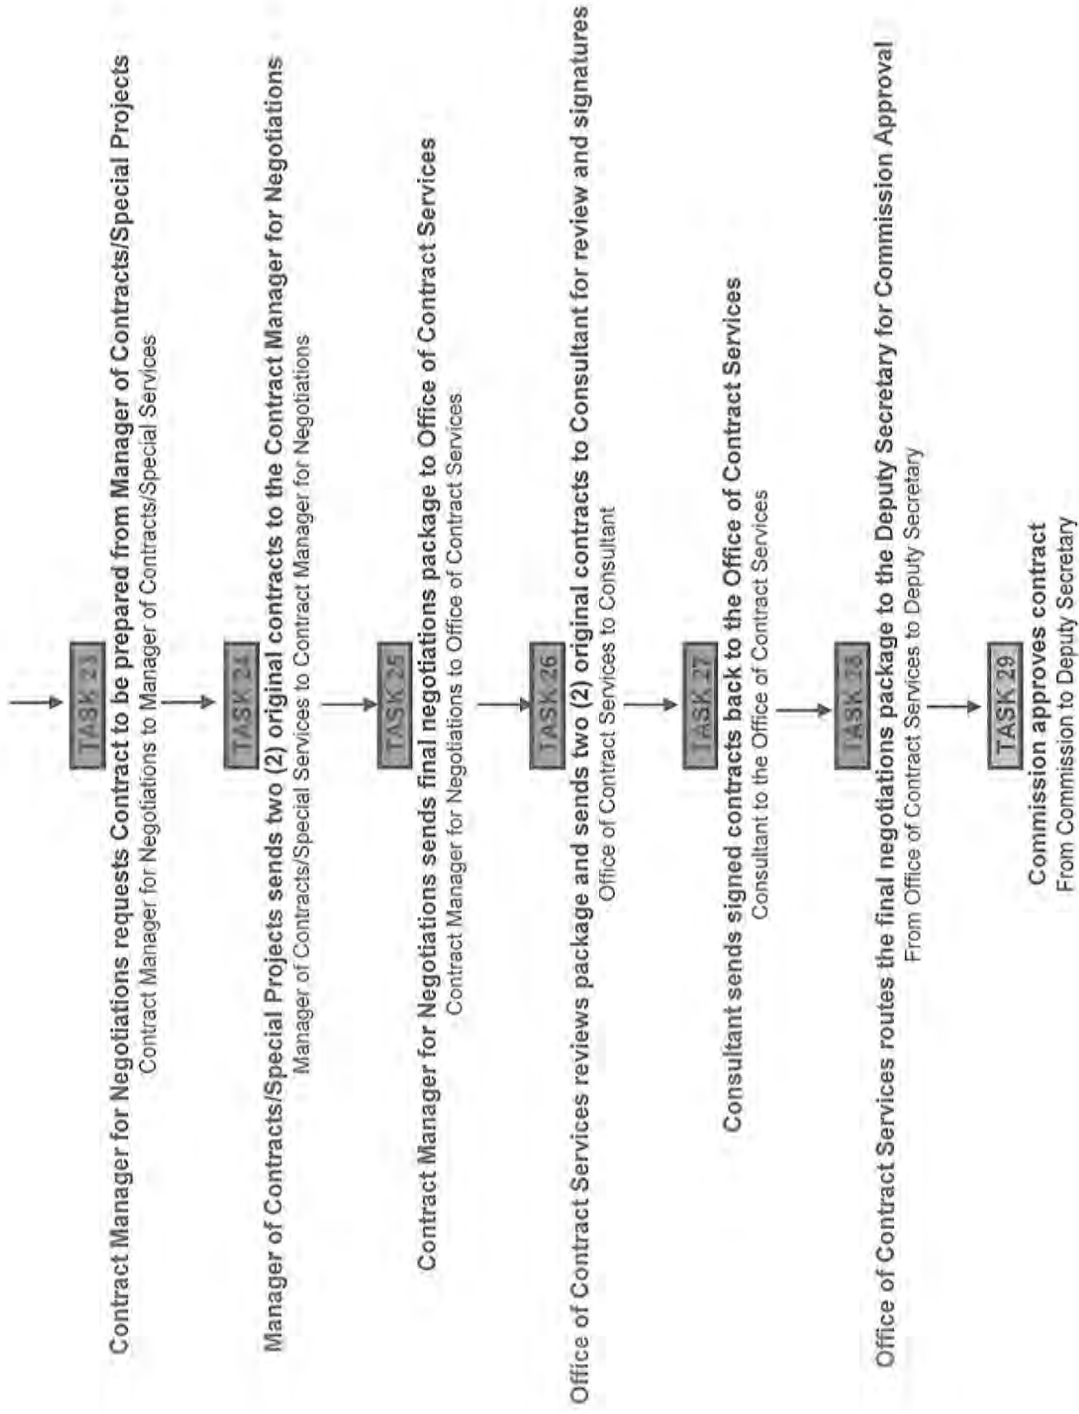 TASK 23
Contract Manager for Negotiations requests Contract to be prepared from Manager of Contracts/Special Projects
Contract Manager for Negotiations to Manager of Contracts/Special Services
TASK 24
Manager of Contracts/Special Projects sends two (2) original contracts to the Contract Manager for Negotiations
Manager of Contracts/Special Services to Contract Manager for Negotiations
TASK 25
Contract Manager for Negotiations sends final negotiations package to Office of Contract Services
Contract Manager for Negotiations to Office of Contract Services
TASK 26
Office of Contract Services reviews package and sends two (2) original contracts to Consultant for review and signatures
Office of Contract Services to Consultant
TASK 27
Consultant sends signed contracts back to the Office of Contract Services
Consultant to the Office of Contract Services
TASK 28
Office of Contract Services routes the final negotiations package to the Deputy Secretary for Commission Approval
From Office of Contract Services to Deputy Secretary
TASK 29
Commission approves contract
From Commission to Deputy Secretary